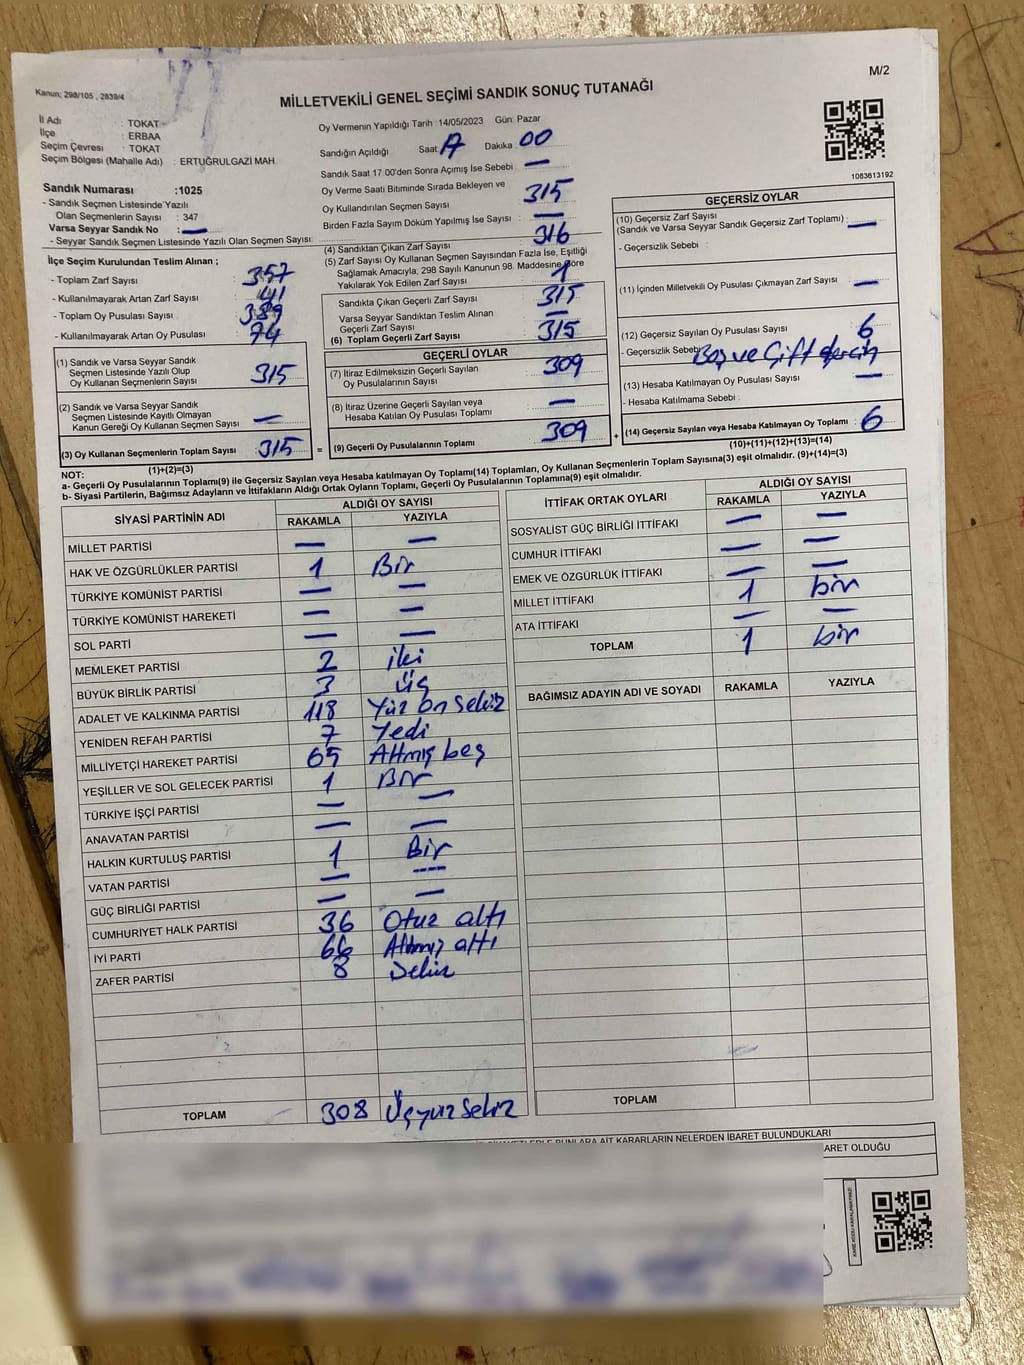 M/2
Kanun; 298/105 , 2839/4
MİLLETVEKİLİ GENEL SEÇİMİ SANDIK SONUÇ TUTANAĞI
İl Adı : TOKAT
İlçe : ERBAA
Seçim Çevresi : TOKAT
Seçim Bölgesi (Mahalle Adı) : ERTUĞRULGAZİ MAH.
Sandık Numarası :1025
- Sandık Seçmen Listesinde Yazılı
Olan Seçmenlerin Sayısı : 347
Varsa Seyyar Sandık No : —
- Seyyar Sandık Seçmen Listesinde Yazılı Olan Seçmen Sayısı:
İlçe Seçim Kurulundan Teslim Alınan ;
- Toplam Zarf Sayısı : 357
- Kullanılmayarak Artan Zarf Sayısı : 41
- Toplam Oy Pusulası Sayısı : 389
- Kullanılmayarak Artan Oy Pusulası : 74
(1) Sandık ve Varsa Seyyar Sandık
Seçmen Listesinde Yazılı Olup
Oy Kullanan Seçmenlerin Sayısı : 315
(2) Sandık ve Varsa Seyyar Sandık
Seçmen Listesinde Kayıtlı Olmayan
Kanun Gereği Oy Kullanan Seçmen Sayısı : —
(3) Oy Kullanan Seçmenlerin Toplam Sayısı : 315 =
(1)+(2)=(3)
Oy Vermenin Yapıldığı Tarih :14/05/2023 Gün: Pazar
Sandığın Açıldığı Saat : Dakika : 00
Sandık Saat 17:00'den Sonra Açımış İse Sebebi : —
Oy Verme Saati Bitiminde Sırada Bekleyen ve
Oy Kullandırılan Seçmen Sayısı : 315
Birden Fazla Sayım Döküm Yapılmış İse Sayısı : —
(4) Sandıktan Çıkan Zarf Sayısı : 316
(5) Zarf Sayısı Oy Kullanan Seçmen Sayısından Fazla İse, Eşitliği
Sağlamak Amacıyla; 298 Sayılı Kanunun 98. Maddesine Göre
Yakılarak Yok Edilen Zarf Sayısı : 1
Sandıkta Çıkan Geçerli Zarf Sayısı : 315
Varsa Seyyar Sandıktan Teslim Alınan
Geçerli Zarf Sayısı : —
(6) Toplam Geçerli Zarf Sayısı : 315
GEÇERLİ OYLAR
(7) İtiraz Edilmeksizin Geçerli Sayılan
Oy Pusulalarının Sayısı : 309
(8) İtiraz Üzerine Geçerli Sayılan veya
Hesaba Katılan Oy Pusulası Toplamı : —
(9) Geçerli Oy Pusulalarının Toplamı : 309 +
1083613192
GEÇERSİZ OYLAR
(10) Geçersiz Zarf Sayısı
(Sandık ve Varsa Seyyar Sandık Geçersiz Zarf Toplamı) : —
- Geçersizlik Sebebi :
(11) İçinden Milletvekili Oy Pusulası Çıkmayan Zarf Sayısı : —
(12) Geçersiz Sayılan Oy Pusulası Sayısı : 6
- Geçersizlik Sebebi : Boş ve Çift
(13) Hesaba Katılmayan Oy Pusulası Sayısı : —
- Hesaba Katılmama Sebebi :
(14) Geçersiz Sayılan veya Hesaba Katılmayan Oy Toplamı : 6
(10)+(11)+(12)+(13)=(14)
NOT:
a- Geçerli Oy Pusulalarının Toplamı(9) ile Geçersiz Sayılan veya Hesaba katılmayan Oy Toplamı(14) Toplamları, Oy Kullanan Seçmenlerin Toplam Sayısına(3) eşit olmalıdır. (9)+(14)=(3)
b- Siyasi Partilerin, Bağımsız Adayların ve İttifakların Aldığı Ortak Oyların Toplamı, Geçerli Oy Pusulalarının Toplamına(9) eşit olmalıdır.
SİYASİ PARTİNİN ADI ALDIĞI OY SAYISI
RAKAMLA YAZIYLA
MİLLET PARTİSİ — —
HAK VE ÖZGÜRLÜKLER PARTİSİ 1 Bir
TÜRKİYE KOMÜNİST PARTİSİ — —
TÜRKİYE KOMÜNİST HAREKETİ — —
SOL PARTİ — —
MEMLEKET PARTİSİ 2 iki
BÜYÜK BİRLİK PARTİSİ 3 üç
ADALET VE KALKINMA PARTİSİ 118 Yüz on sekiz
YENİDEN REFAH PARTİSİ 7 Yedi
MİLLİYETÇİ HAREKET PARTİSİ 65 Altmış beş
YEŞİLLER VE SOL GELECEK PARTİSİ 1 Bir
TÜRKİYE İŞÇİ PARTİSİ — —
ANAVATAN PARTİSİ — —
HALKIN KURTULUŞ PARTİSİ 1 Bir
VATAN PARTİSİ — ----
GÜÇ BİRLİĞİ PARTİSİ — —
CUMHURİYET HALK PARTİSİ 36 Otuz altı
İYİ PARTİ 66 Altmış altı
ZAFER PARTİSİ 8 Sekiz
TOPLAM 308 Üçyüz Sekiz
İTTİFAK ORTAK OYLARI ALDIĞI OY SAYISI
RAKAMLA YAZIYLA
SOSYALİST GÜÇ BİRLİĞİ İTTİFAKI — —
CUMHUR İTTİFAKI — —
EMEK VE ÖZGÜRLÜK İTTİFAKI — —
MİLLET İTTİFAKI 1 bir
ATA İTTİFAKI — —
TOPLAM 1 bir
BAĞIMSIZ ADAYIN ADI VE SOYADI RAKAMLA YAZIYLA
TOPLAM
BUNLARA AİT KARARLARIN NELERDEN İBARET BULUNDUKLARI
OLDUĞU